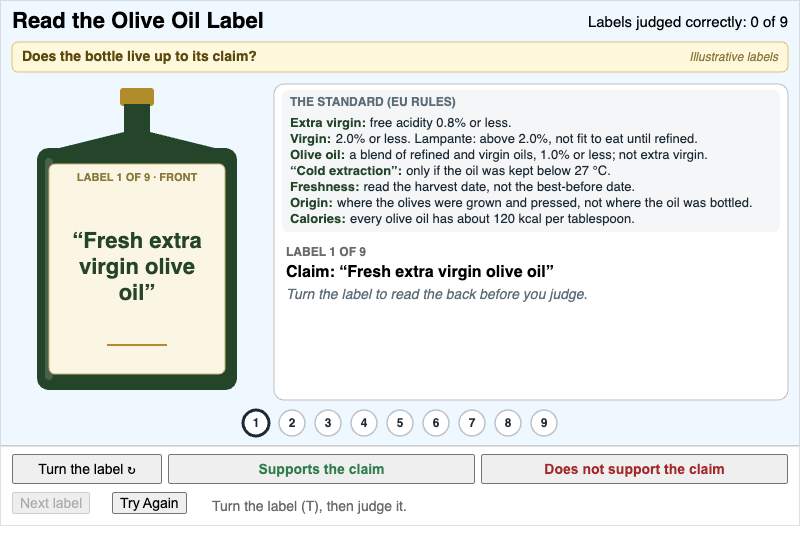 Read the Olive Oil Label
Labels judged correctly: 0 of 9
Does the bottle live up to its claim?
Illustrative labels
LABEL 1 OF 9 · FRONT
“Fresh extra
virgin olive
oil”
THE STANDARD (EU RULES)
Extra virgin: free acidity 0.8% or less.
Virgin: 2.0% or less. Lampante: above 2.0%, not fit to eat until refined.
Olive oil: a blend of refined and virgin oils, 1.0% or less; not extra virgin.
“Cold extraction”: only if the oil was kept below 27 °C.
Freshness: read the harvest date, not the best-before date.
Origin: where the olives were grown and pressed, not where the oil was bottled.
Calories: every olive oil has about 120 kcal per tablespoon.
LABEL 1 OF 9
Claim: “Fresh extra virgin olive oil”
Turn the label to read the back before you judge.
1 2 3 4 5 6 7 8 9
Turn the label ↻
Supports the claim
Does not support the claim
Next label
Try Again
Turn the label (T), then judge it.